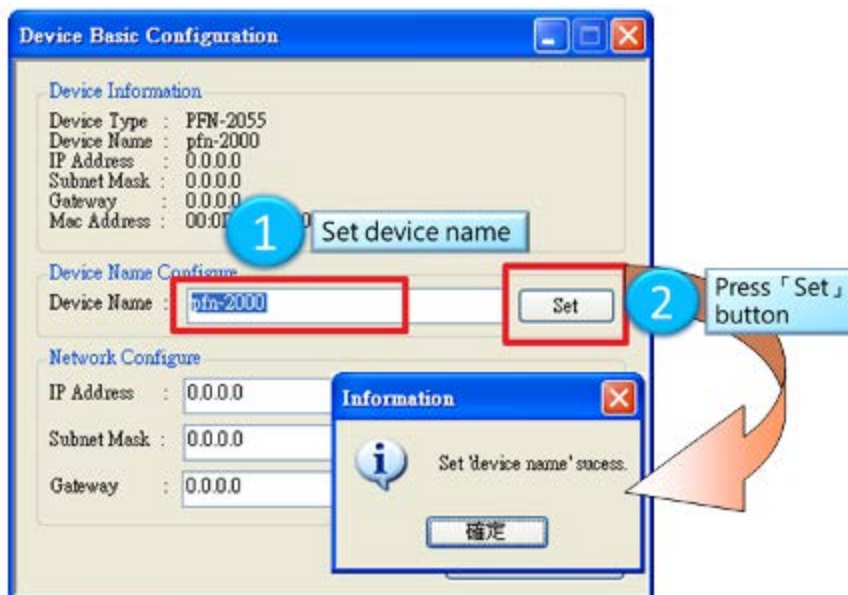 Device Basic Configuration
Device Information
Device Type : PFN-2055
Device Name : pfn-2000
IP Address : 0.0.0.0
Subnet Mask : 0.0.0.0
Gateway : 0.0.0.0
Mac Address :
1 Set device name
Device Name Configure
Device Name : pfn-2000 Set
2 Press「Set」
button
Network Configure
IP Address : 0.0.0.0
Subnet Mask : 0.0.0.0
Gateway : 0.0.0.0
Information
Set 'device name' sucess.
確定